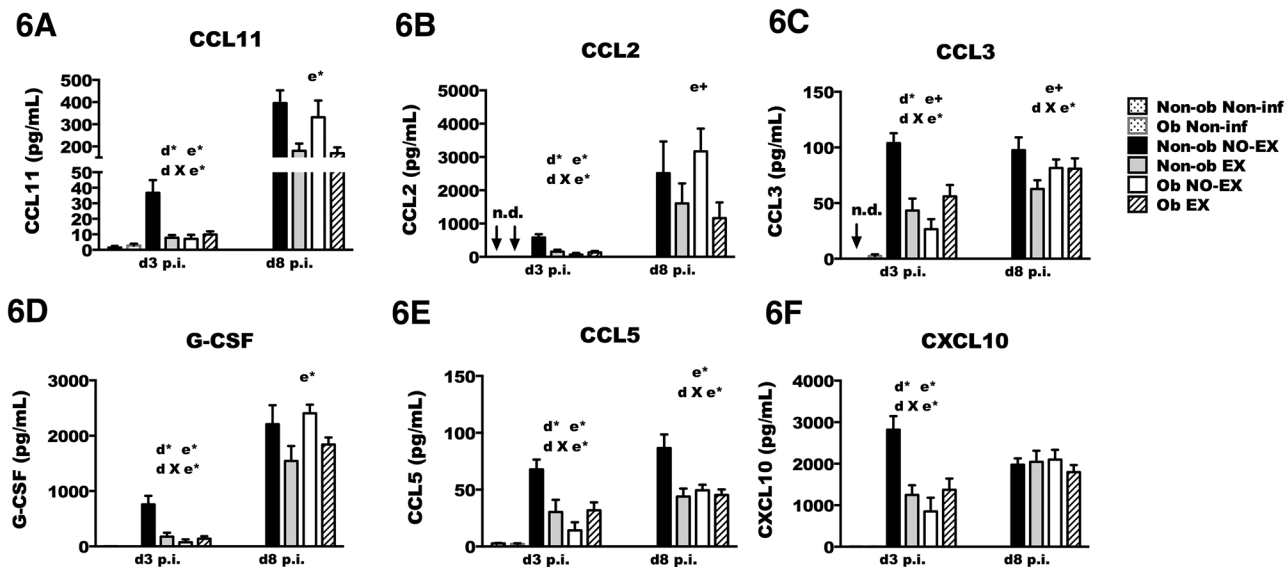 6A
CCL11
CCL11 (pg/mL)
500
400
300
200
50
40
30
20
10
0
e*
d* e*
d X e*
d3 p.i.
d8 p.i.
6B
CCL2
CCL2 (pg/mL)
5000
4000
3000
2000
1000
0
e+
d* e*
d X e*
n.d.
d3 p.i.
d8 p.i.
6C
CCL3
CCL3 (pg/mL)
150
100
50
0
d* e+
d X e*
e+
d X e*
n.d.
d3 p.i.
d8 p.i.
Non-ob Non-inf
Ob Non-inf
Non-ob NO-EX
Non-ob EX
Ob NO-EX
Ob EX
6D
G-CSF
G-CSF (pg/mL)
3000
2000
1000
0
e*
d* e*
d X e*
d3 p.i.
d8 p.i.
6E
CCL5
CCL5 (pg/mL)
150
100
50
0
e*
d X e*
d* e*
d X e*
d3 p.i.
d8 p.i.
6F
CXCL10
CXCL10 (pg/mL)
4000
3000
2000
1000
0
d* e*
d X e*
d3 p.i.
d8 p.i.